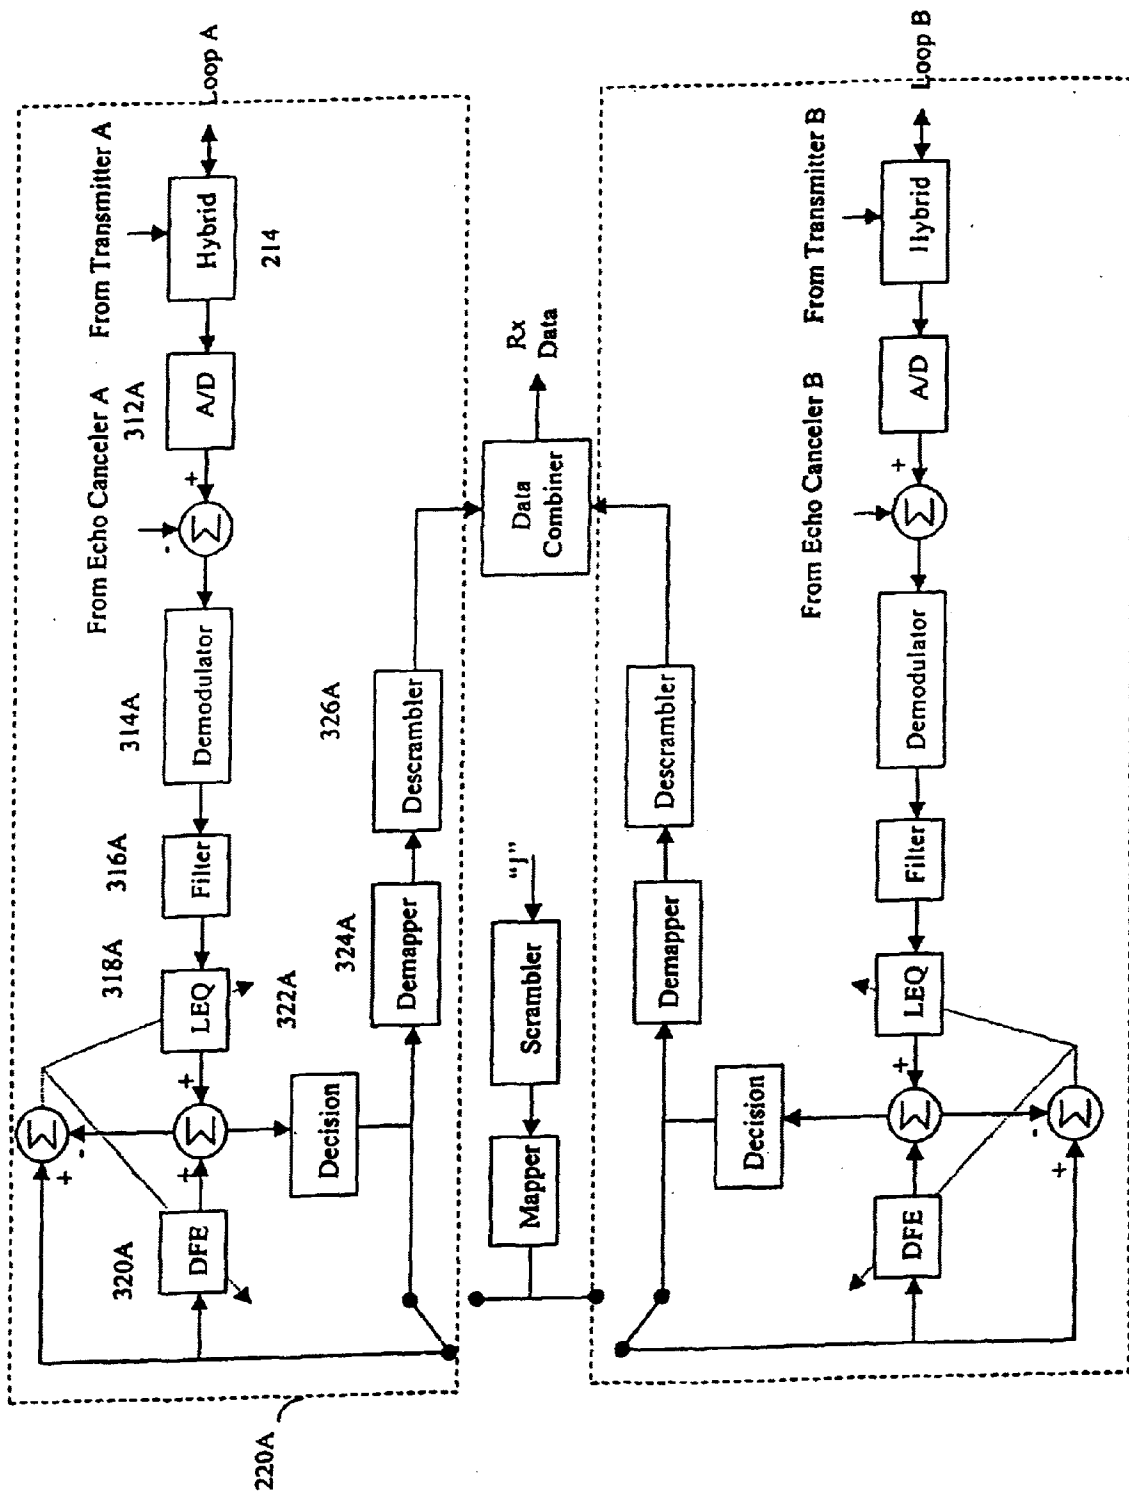 From Echo Canceler A
From Transmitter A
312A
Loop A
314A
316A
318A
LEQ
Filter
Demodulator
Σ
-
+
A/D
Hybrid
214
Σ
+
-
320A
DFE
+
Σ
+
322A
Decision
324A
Demapper
326A
Descrambler
220A
Mapper
Scrambler
"1"
Data
Combiner
Rx
Data
Demapper
Descrambler
Decision
From Echo Canceler B
From Transmitter B
DFE
Σ
+
LEQ
Filter
Demodulator
Σ
+
A/D
Hybrid
Loop B
+
-
Σ